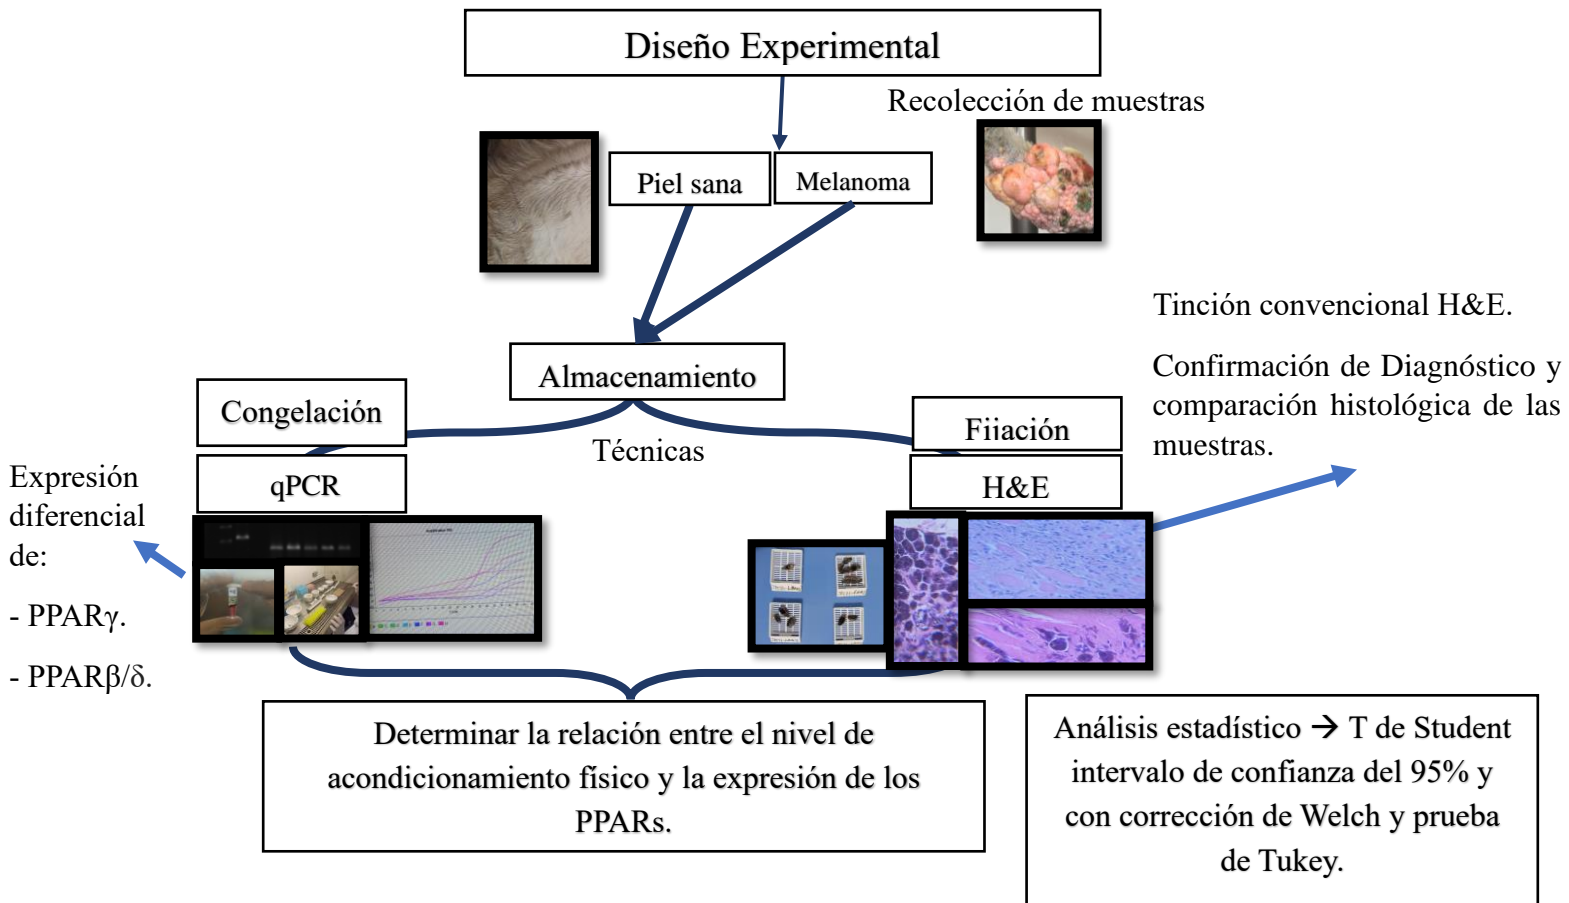 Diseño Experimental
Recolección de muestras
Piel sana
Melanoma
Tinción convencional H&E.
Almacenamiento
Confirmación de Diagnóstico y
comparación histológica de las
muestras.
Congelación
Fiiación
Técnicas
qPCR
H&E
Expresión
diferencial
de:
- PPARγ.
- PPARβ/δ.
Determinar la relación entre el nivel de
acondicionamiento físico y la expresión de los
PPARs.
Análisis estadístico → T de Student
intervalo de confianza del 95% y
con corrección de Welch y prueba
de Tukey.